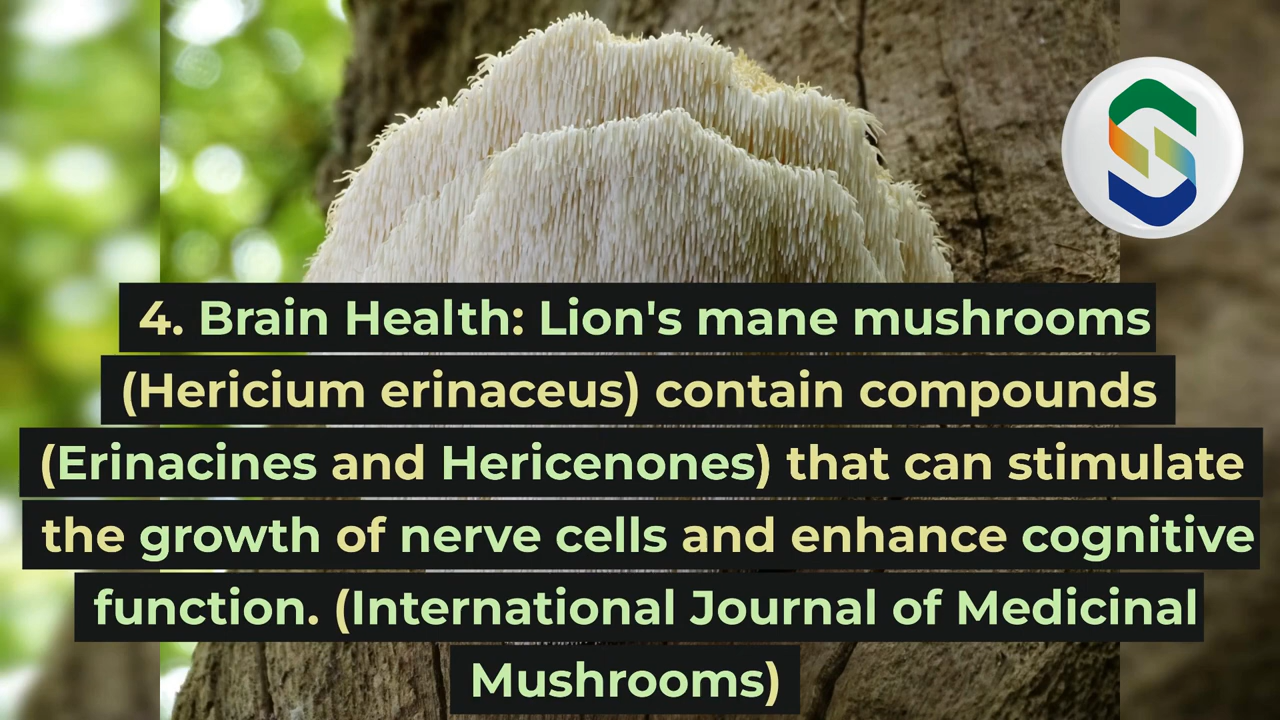 4. Brain Health: Lion's mane mushrooms
(Hericium erinaceus) contain compounds
(Erinacines and Hericenones) that can stimulate
the growth of nerve cells and enhance cognitive
function. (International Journal of Medicinal
Mushrooms)